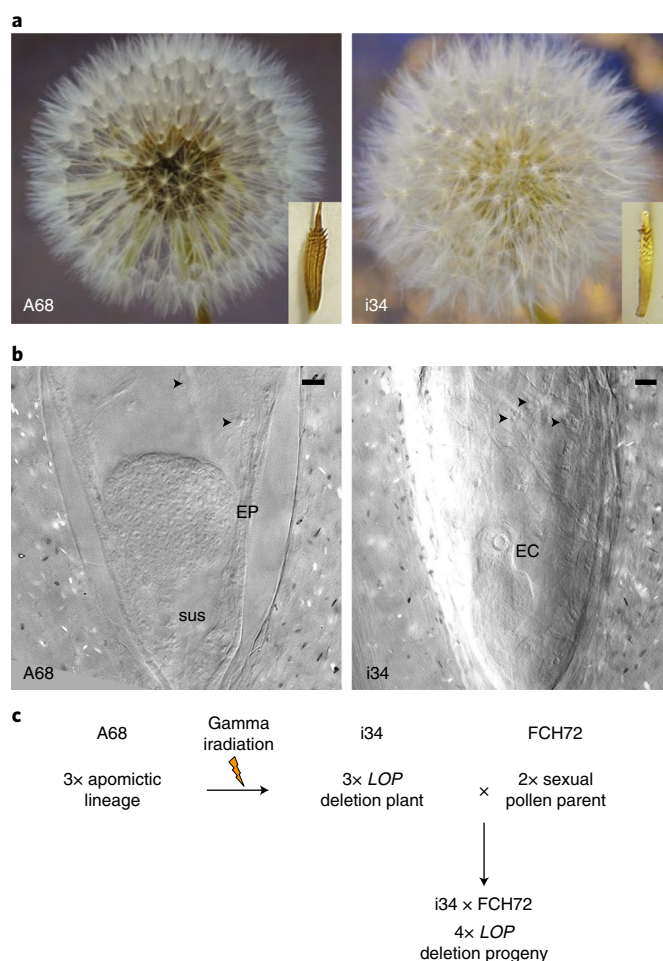 a
A68
i34
b
EP
sus
A68
EC
i34
c
A68
Gamma
irradiation
i34
FCH72
3× apomictic
lineage
3× LOP
deletion plant
×
2× sexual
pollen parent
i34 × FCH72
4× LOP
deletion progeny